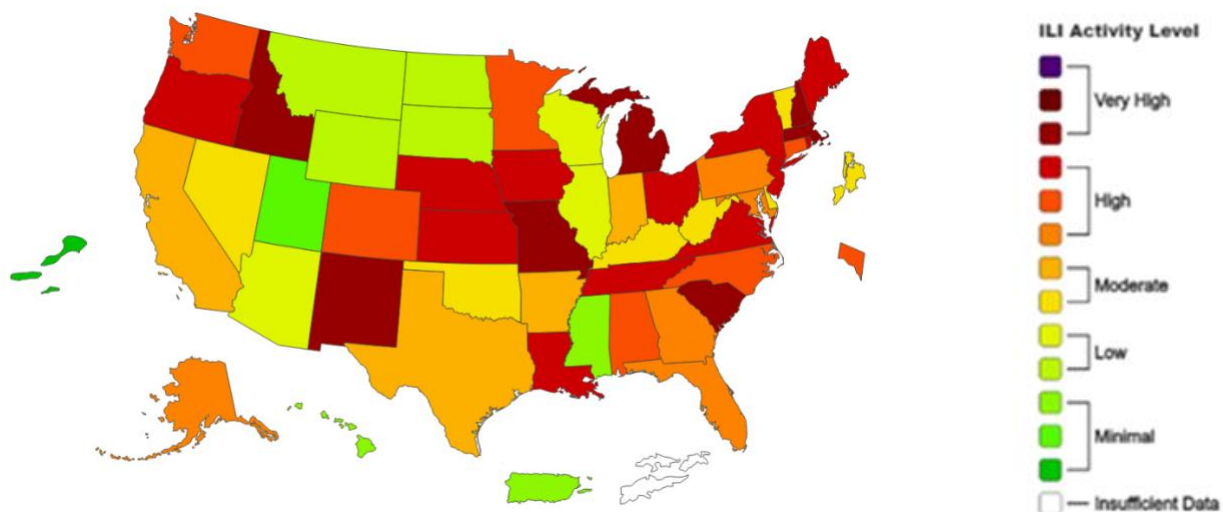 ILI Activity Level
Very High
High
Moderate
Low
Minimal
Insufficient Data